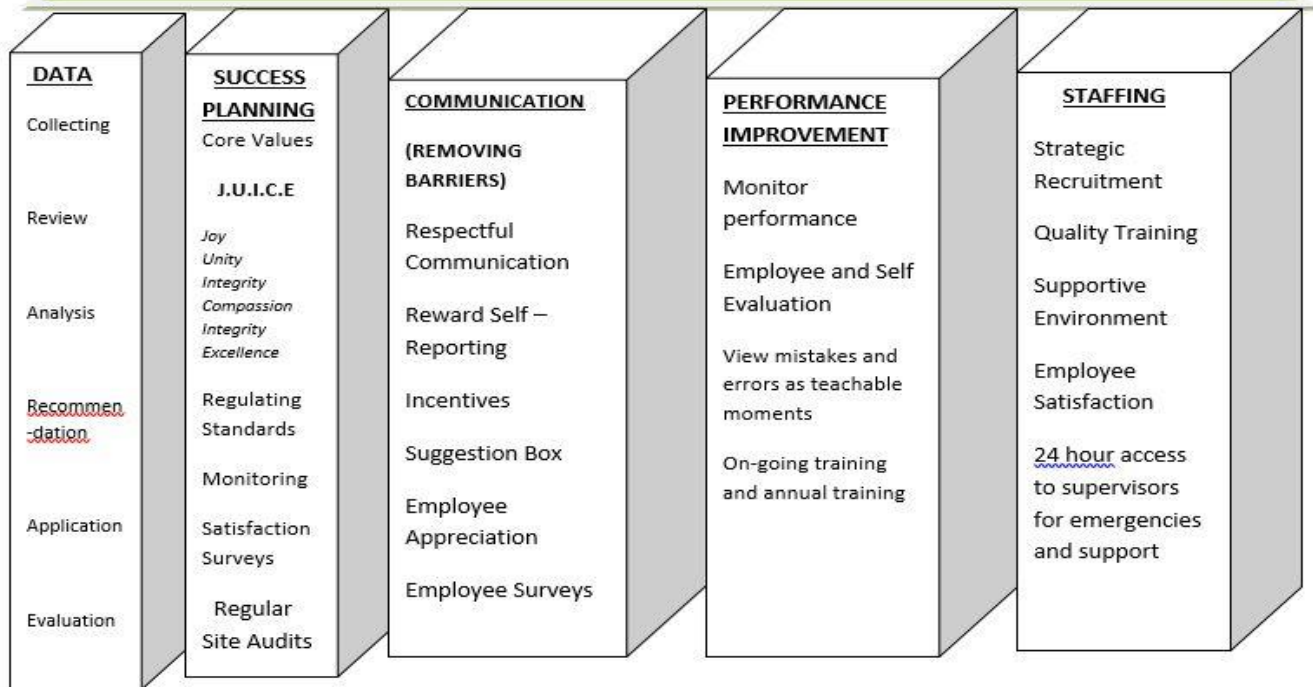 DATA
Collecting
Review
Analysis
Recommen
-dation
Application
Evaluation
SUCCESS
PLANNING
Core Values
J.U.I.C.E
Joy
Unity
Integrity
Compassion
Integrity
Excellence
Regulating
Standards
Monitoring
Satisfaction
Surveys
Regular
Site Audits
COMMUNICATION
(REMOVING
BARRIERS)
Respectful
Communication
Reward Self –
Reporting
Incentives
Suggestion Box
Employee
Appreciation
Employee Surveys
PERFORMANCE
IMPROVEMENT
Monitor
performance
Employee and Self
Evaluation
View mistakes and
errors as teachable
moments
On-going training
and annual training
STAFFING
Strategic
Recruitment
Quality Training
Supportive
Environment
Employee
Satisfaction
24 hour access
to supervisors
for emergencies
and support